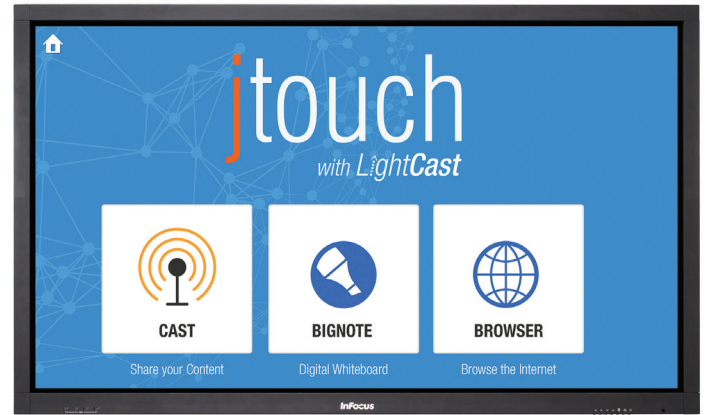 jtouch
with LightCast
CAST
BIGNOTE
BROWSER
Share your Content
Digital Whiteboard
Browse the Internet
InFocus